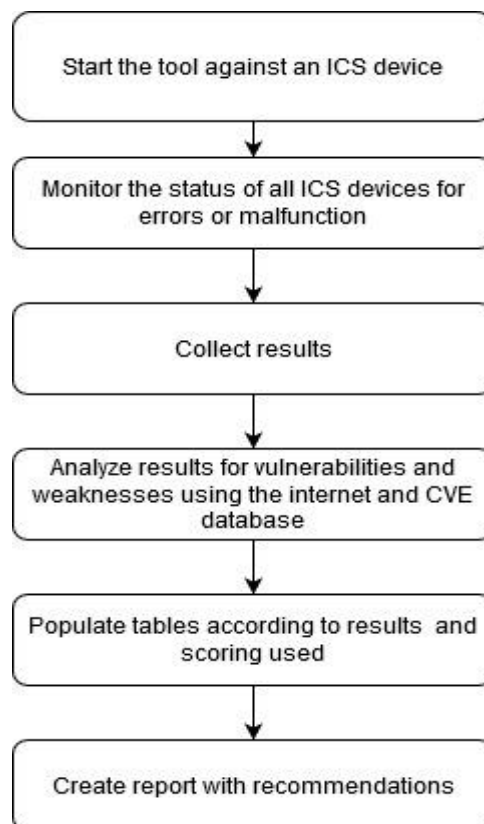 Start the tool against an ICS device
Monitor the status of all ICS devices for
errors or malfunction
Collect results
Analyze results for vulnerabilities and
weaknesses using the internet and CVE
database
Populate tables according to results and
scoring used
Create report with recommendations